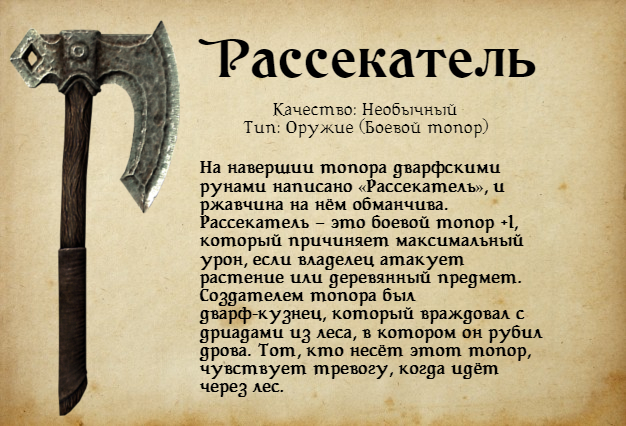 Рассекатель
Качество: Необычный
Тип: Оружие (Боевой топор)
На навершии топора дварфскими
рунами написано «Рассекатель», и
ржавчина на нём обманчива.
Рассекатель – это боевой топор +1,
который причиняет максимальный
урон, если владелец атакует
растение или деревянный предмет.
Создателем топора был
дварф-кузнец, который враждовал с
дриадами из леса, в котором он рубил
дрова. Тот, кто несёт этот топор,
чувствует тревогу, когда идёт
через лес.